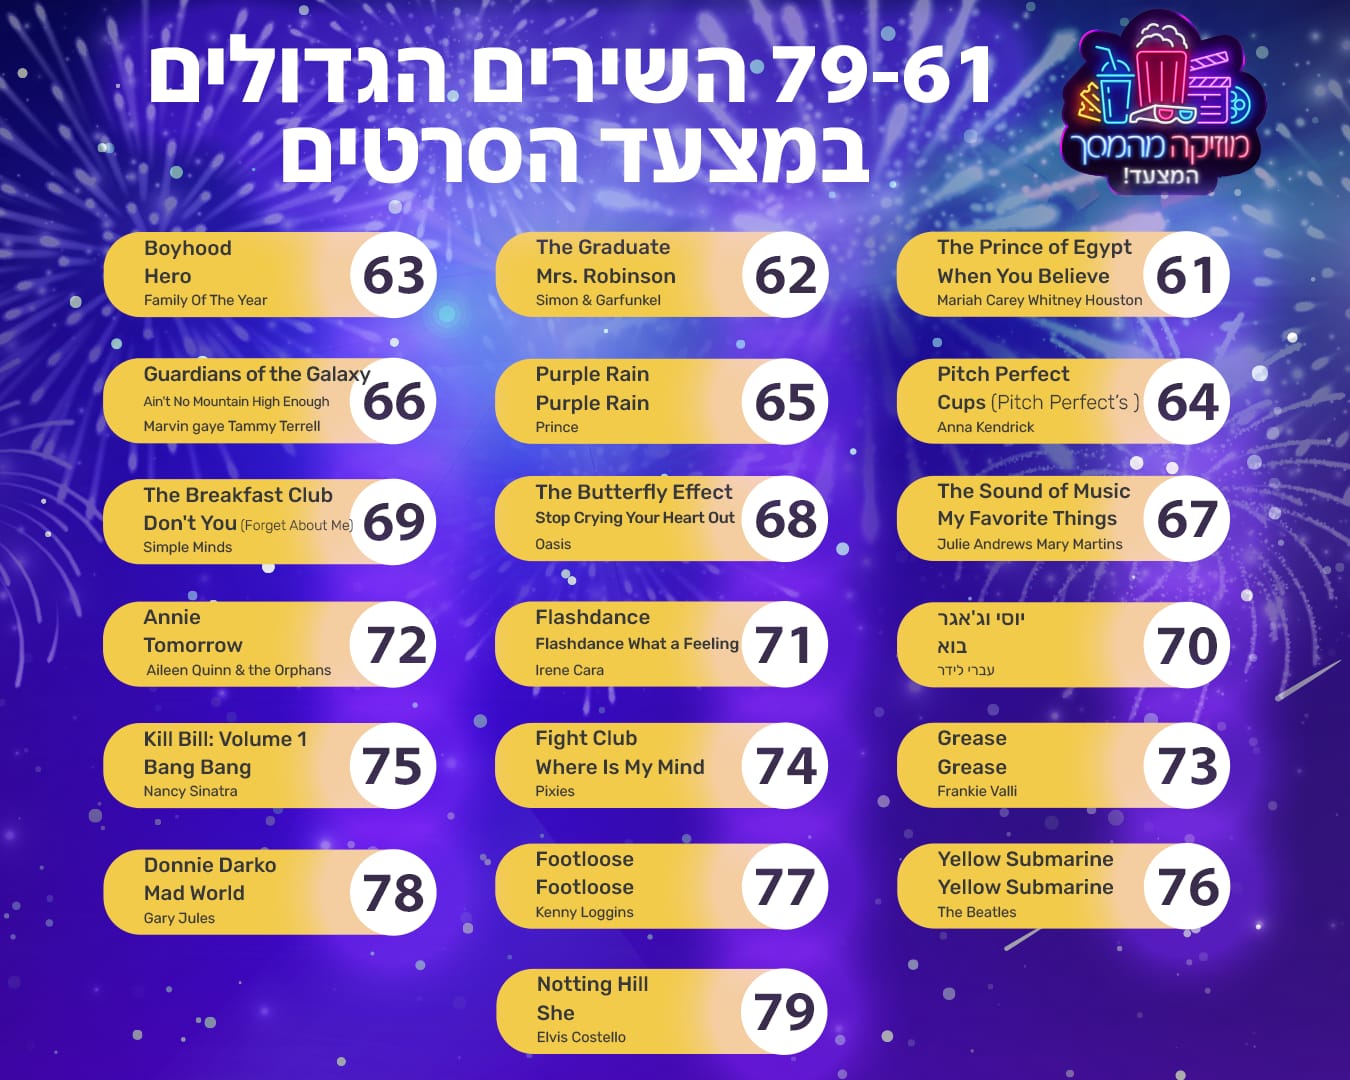 79-61 השירים הגדולים
במצעד הסרטים
מוזיקה מהמסך
המצעד!
The Prince of Egypt
When You Believe
Mariah Carey Whitney Houston
61
The Graduate
Mrs. Robinson
Simon & Garfunkel
62
Boyhood
Hero
Family Of The Year
63
Pitch Perfect
Cups (Pitch Perfect's )
Anna Kendrick
64
Purple Rain
Purple Rain
Prince
65
Guardians of the Galaxy
Ain't No Mountain High Enough
Marvin gaye Tammy Terrell
66
The Sound of Music
My Favorite Things
Julie Andrews Mary Martins
67
The Butterfly Effect
Stop Crying Your Heart Out
Oasis
68
The Breakfast Club
Don't You (Forget About Me)
Simple Minds
69
יוסי וג'אגר
בוא
עברי לידר
70
Flashdance
Flashdance What a Feeling
Irene Cara
71
Annie
Tomorrow
Aileen Quinn & the Orphans
72
Grease
Grease
Frankie Valli
73
Fight Club
Where Is My Mind
Pixies
74
Kill Bill: Volume 1
Bang Bang
Nancy Sinatra
75
Yellow Submarine
Yellow Submarine
The Beatles
76
Footloose
Footloose
Kenny Loggins
77
Donnie Darko
Mad World
Gary Jules
78
Notting Hill
She
Elvis Costello
79